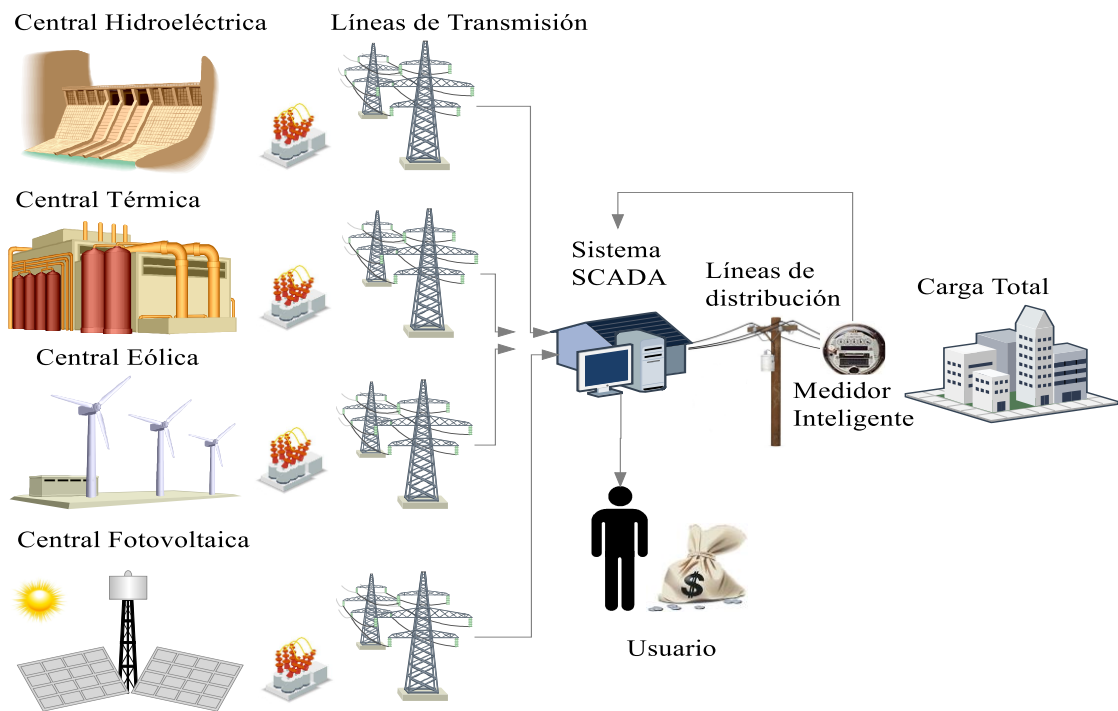 Central Hidroeléctrica
Líneas de Transmisión
Central Térmica
Sistema
SCADA
Líneas de
distribución
Carga Total
Central Eólica
Medidor
Inteligente
Central Fotovoltaica
$
Usuario